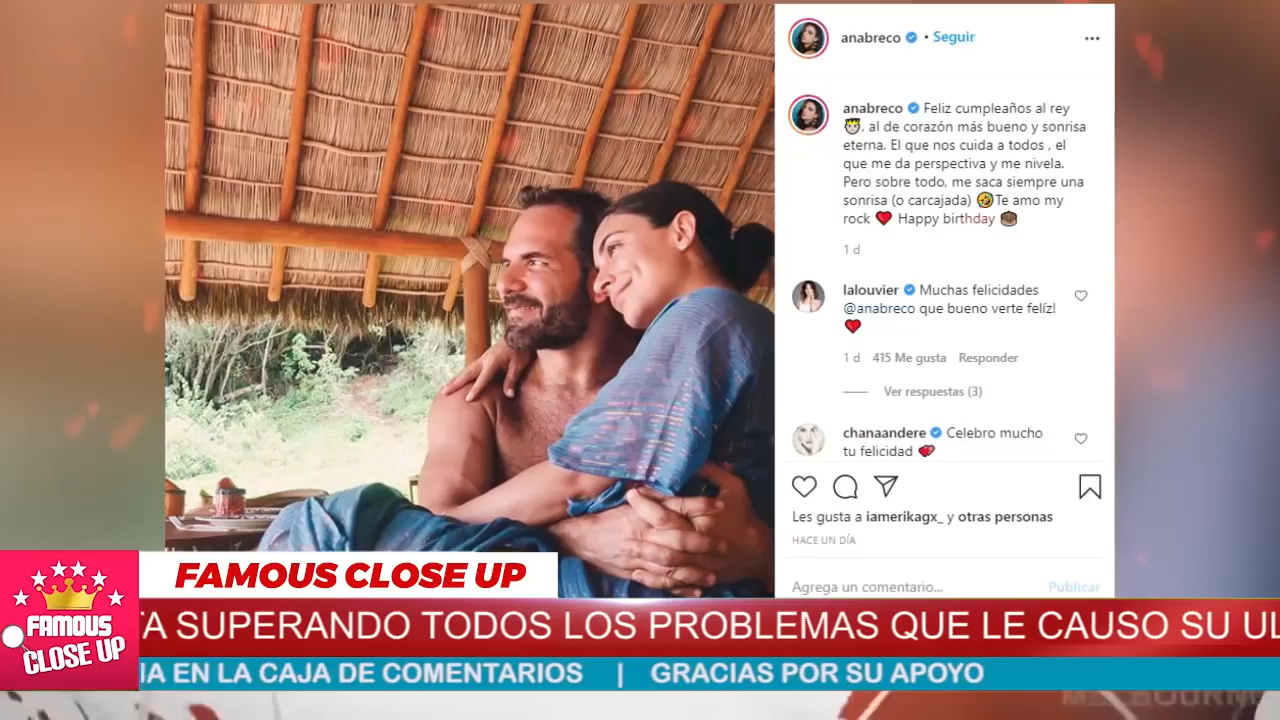 anabreco • Seguir
anabreco Feliz cumpleaños al rey
, al de corazón más bueno y sonrisa
eterna. El que nos cuida a todos , el
que me da perspectiva y me nivela.
Pero sobre todo, me saca siempre una
sonrisa (o carcajada) 🤣Te amo my
rock ❤️ Happy birthday 🎂
1 d
lalouvier Muchas felicidades
@anabreco que bueno verte felíz!
❤️
1 d 415 Me gusta Responder
Ver respuestas (3)
chanaandere Celebro mucho
tu felicidad 💕
Les gusta a iamerikagx_ y otras personas
HACE UN DÍA
Agrega un comentario... Publicar
FAMOUS CLOSE UP
FAMOUS
CLOSE UP
TA SUPERANDO TODOS LOS PROBLEMAS QUE LE CAUSO SU UL
IA EN LA CAJA DE COMENTARIOS | GRACIAS POR SU APOYO